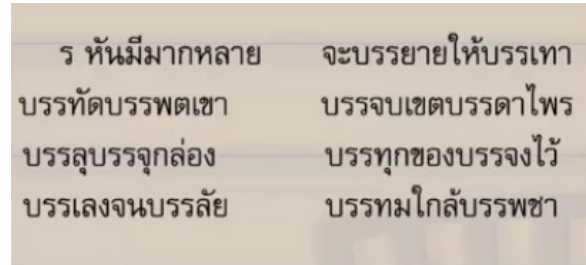 ร หันมีมากหลาย จะบรรยายให้บรรเทา
บรรทัดบรรพตเขา บรรจบเขตบรรดาไพร
บรรลุบรรจุกล่อง บรรทุกของบรรจงไว้
บรรเลงจนบรรลัย บรรทมใกล้บรรพชา